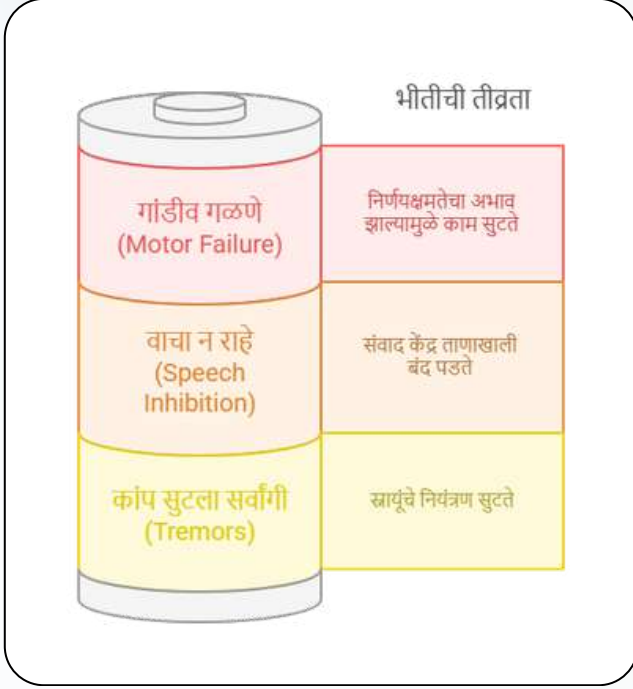 भीतीची तीव्रता
गांडीव गळणे
(Motor Failure)
निर्णयक्षमतेचा अभाव
झाल्यामुळे काम सुटते
वाचा न राहे
(Speech
Inhibition)
संवाद केंद्र ताणाखाली
बंद पडते
कांप सुटला सर्वांगी
(Tremors)
स्नायूंचे नियंत्रण सुटते